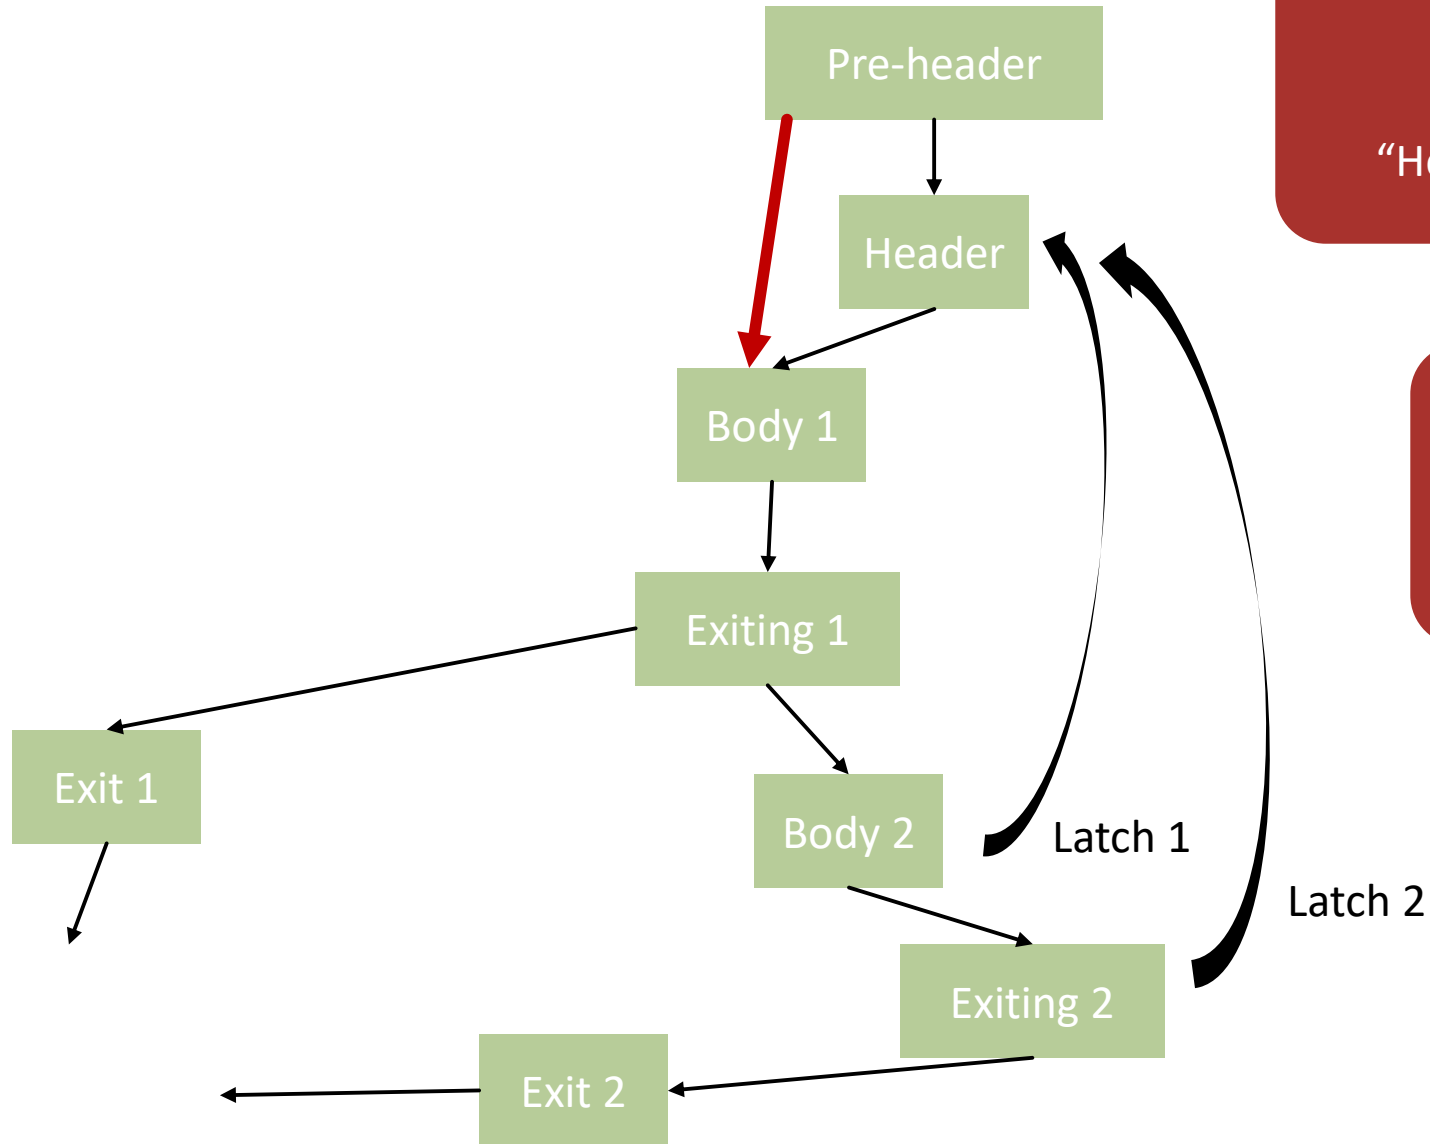 Pre-header
Header
Body 1
Exiting 1
Exit 1
Body 2
Latch 1
Latch 2
Exiting 2
Exit 2